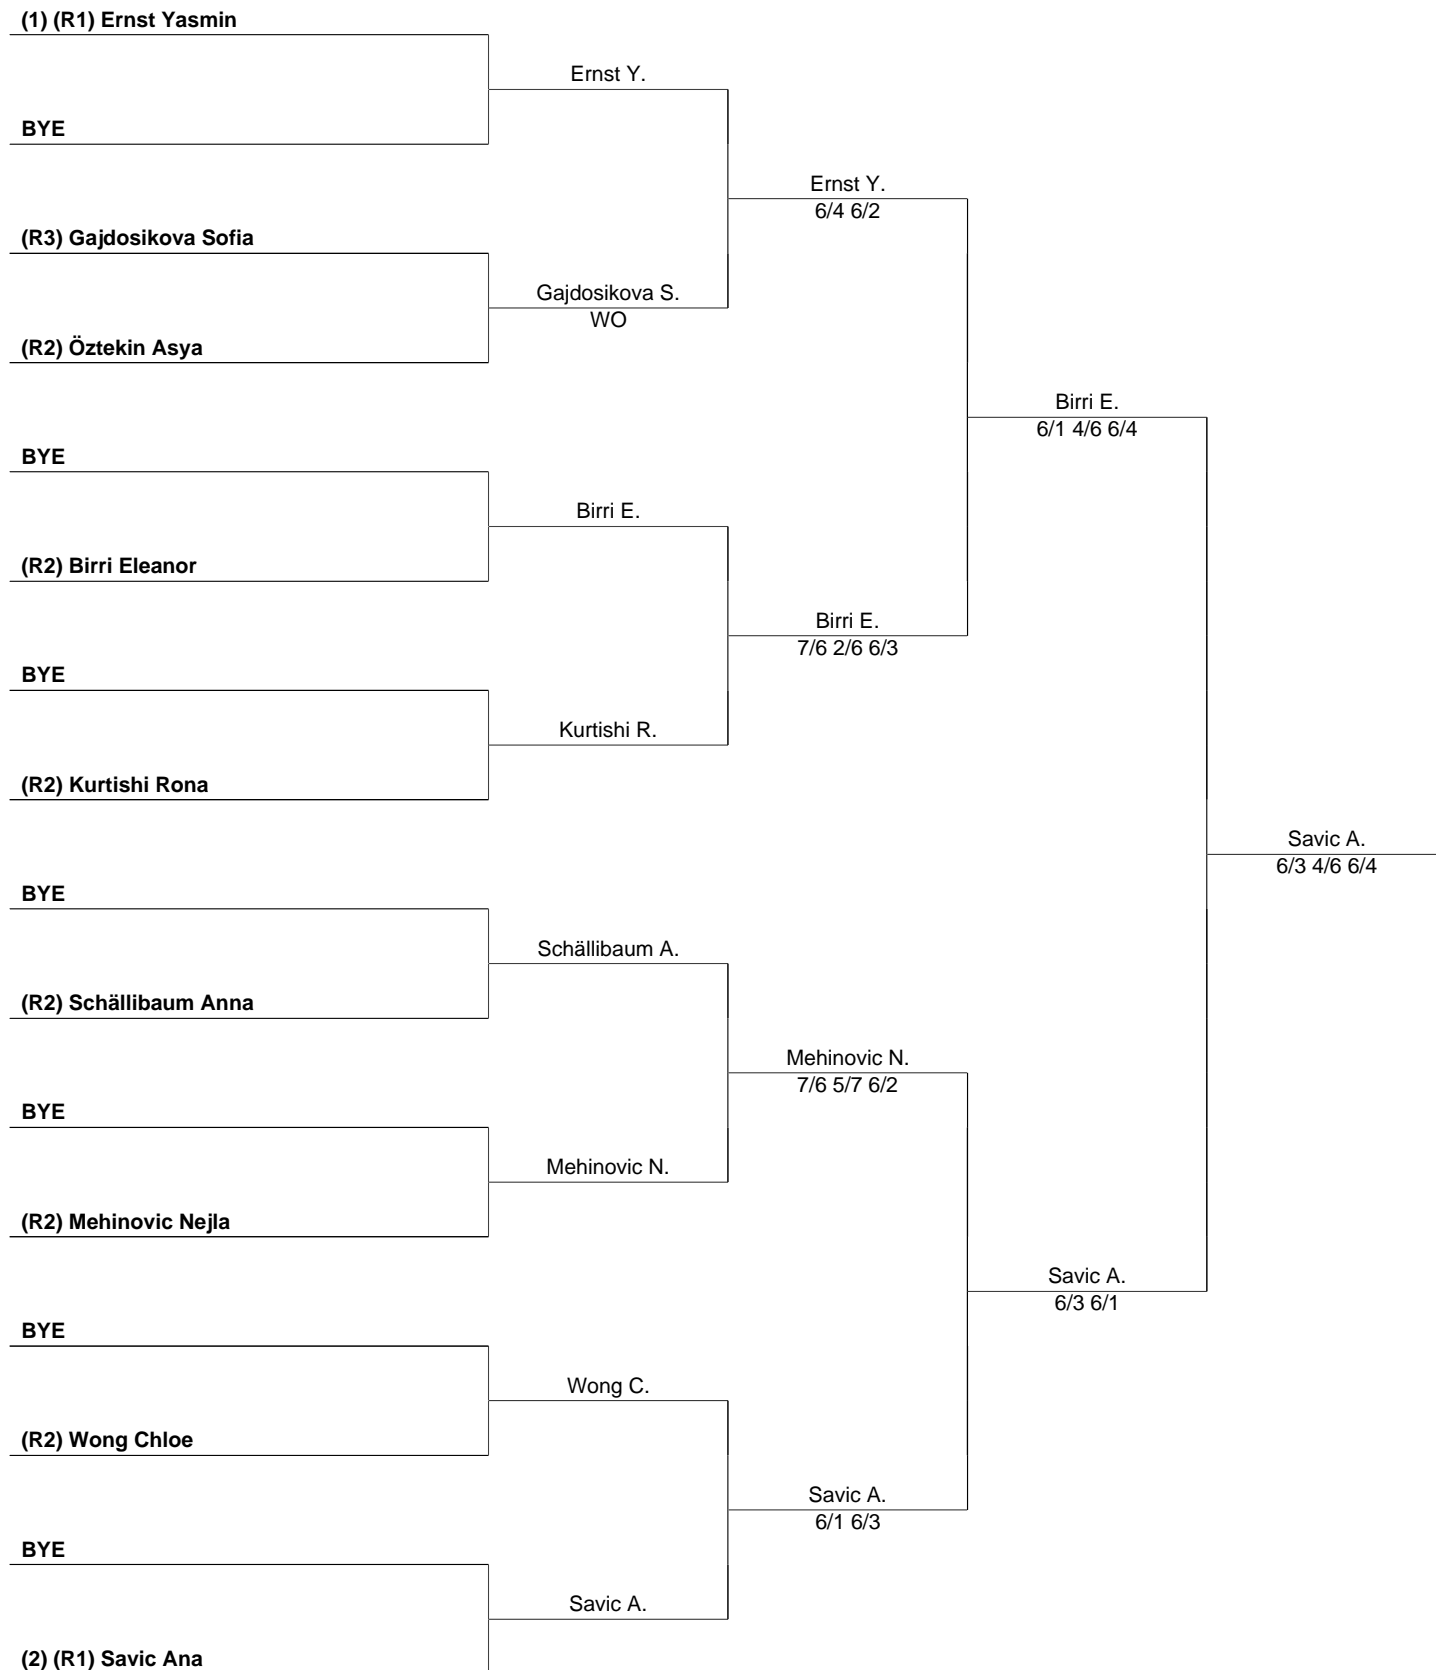 (1) (R1) Ernst Yasmin
Ernst Y.
BYE
Ernst Y.
6/4 6/2
(R3) Gajdosikova Sofia
Gajdosikova S.
WO
(R2) Öztekin Asya
Birri E.
6/1 4/6 6/4
BYE
Birri E.
(R2) Birri Eleanor
Birri E.
7/6 2/6 6/3
BYE
Kurtishi R.
(R2) Kurtishi Rona
Savic A.
6/3 4/6 6/4
BYE
Schällibaum A.
(R2) Schällibaum Anna
Mehinovic N.
7/6 5/7 6/2
BYE
Mehinovic N.
(R2) Mehinovic Nejla
Savic A.
6/3 6/1
BYE
Wong C.
(R2) Wong Chloe
Savic A.
6/1 6/3
BYE
Savic A.
(2) (R1) Savic Ana